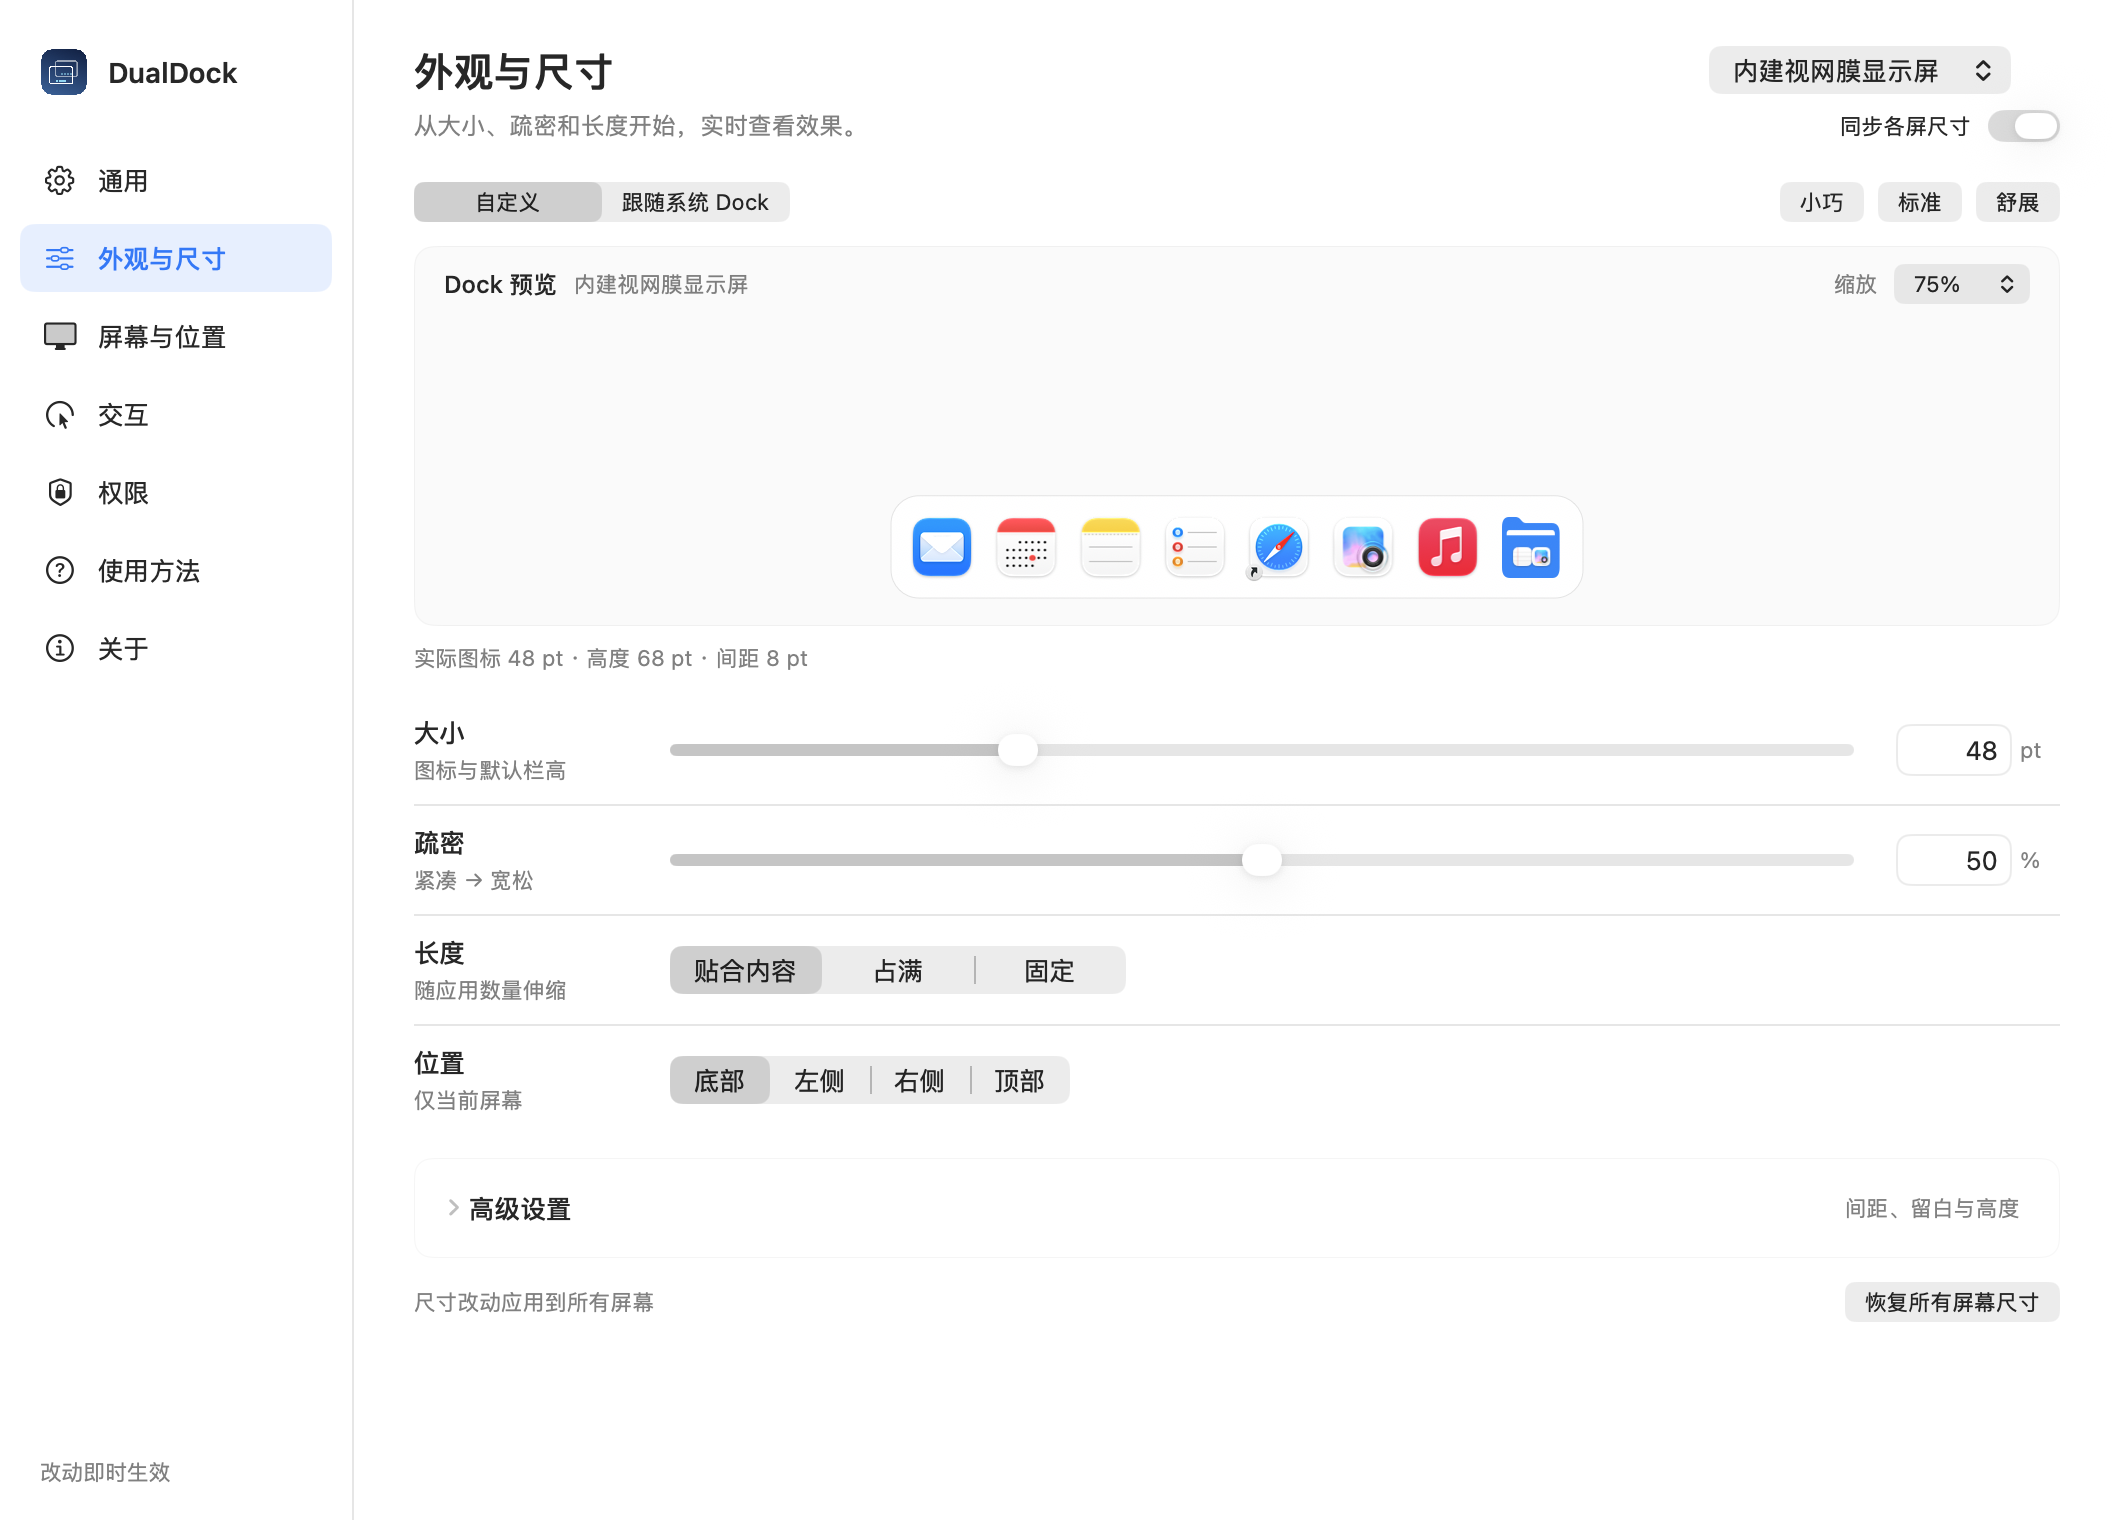 DualDock
通用
外观与尺寸
屏幕与位置
交互
权限
使用方法
关于
改动即时生效
外观与尺寸
内建视网膜显示屏
从大小、疏密和长度开始，实时查看效果。
同步各屏尺寸
自定义
跟随系统 Dock
小巧
标准
舒展
Dock 预览 内建视网膜显示屏
缩放
75%
实际图标 48 pt · 高度 68 pt · 间距 8 pt
大小
图标与默认栏高
48 pt
疏密
紧凑 → 宽松
50 %
长度
随应用数量伸缩
贴合内容
占满
固定
位置
仅当前屏幕
底部
左侧
右侧
顶部
高级设置
间距、留白与高度
尺寸改动应用到所有屏幕
恢复所有屏幕尺寸